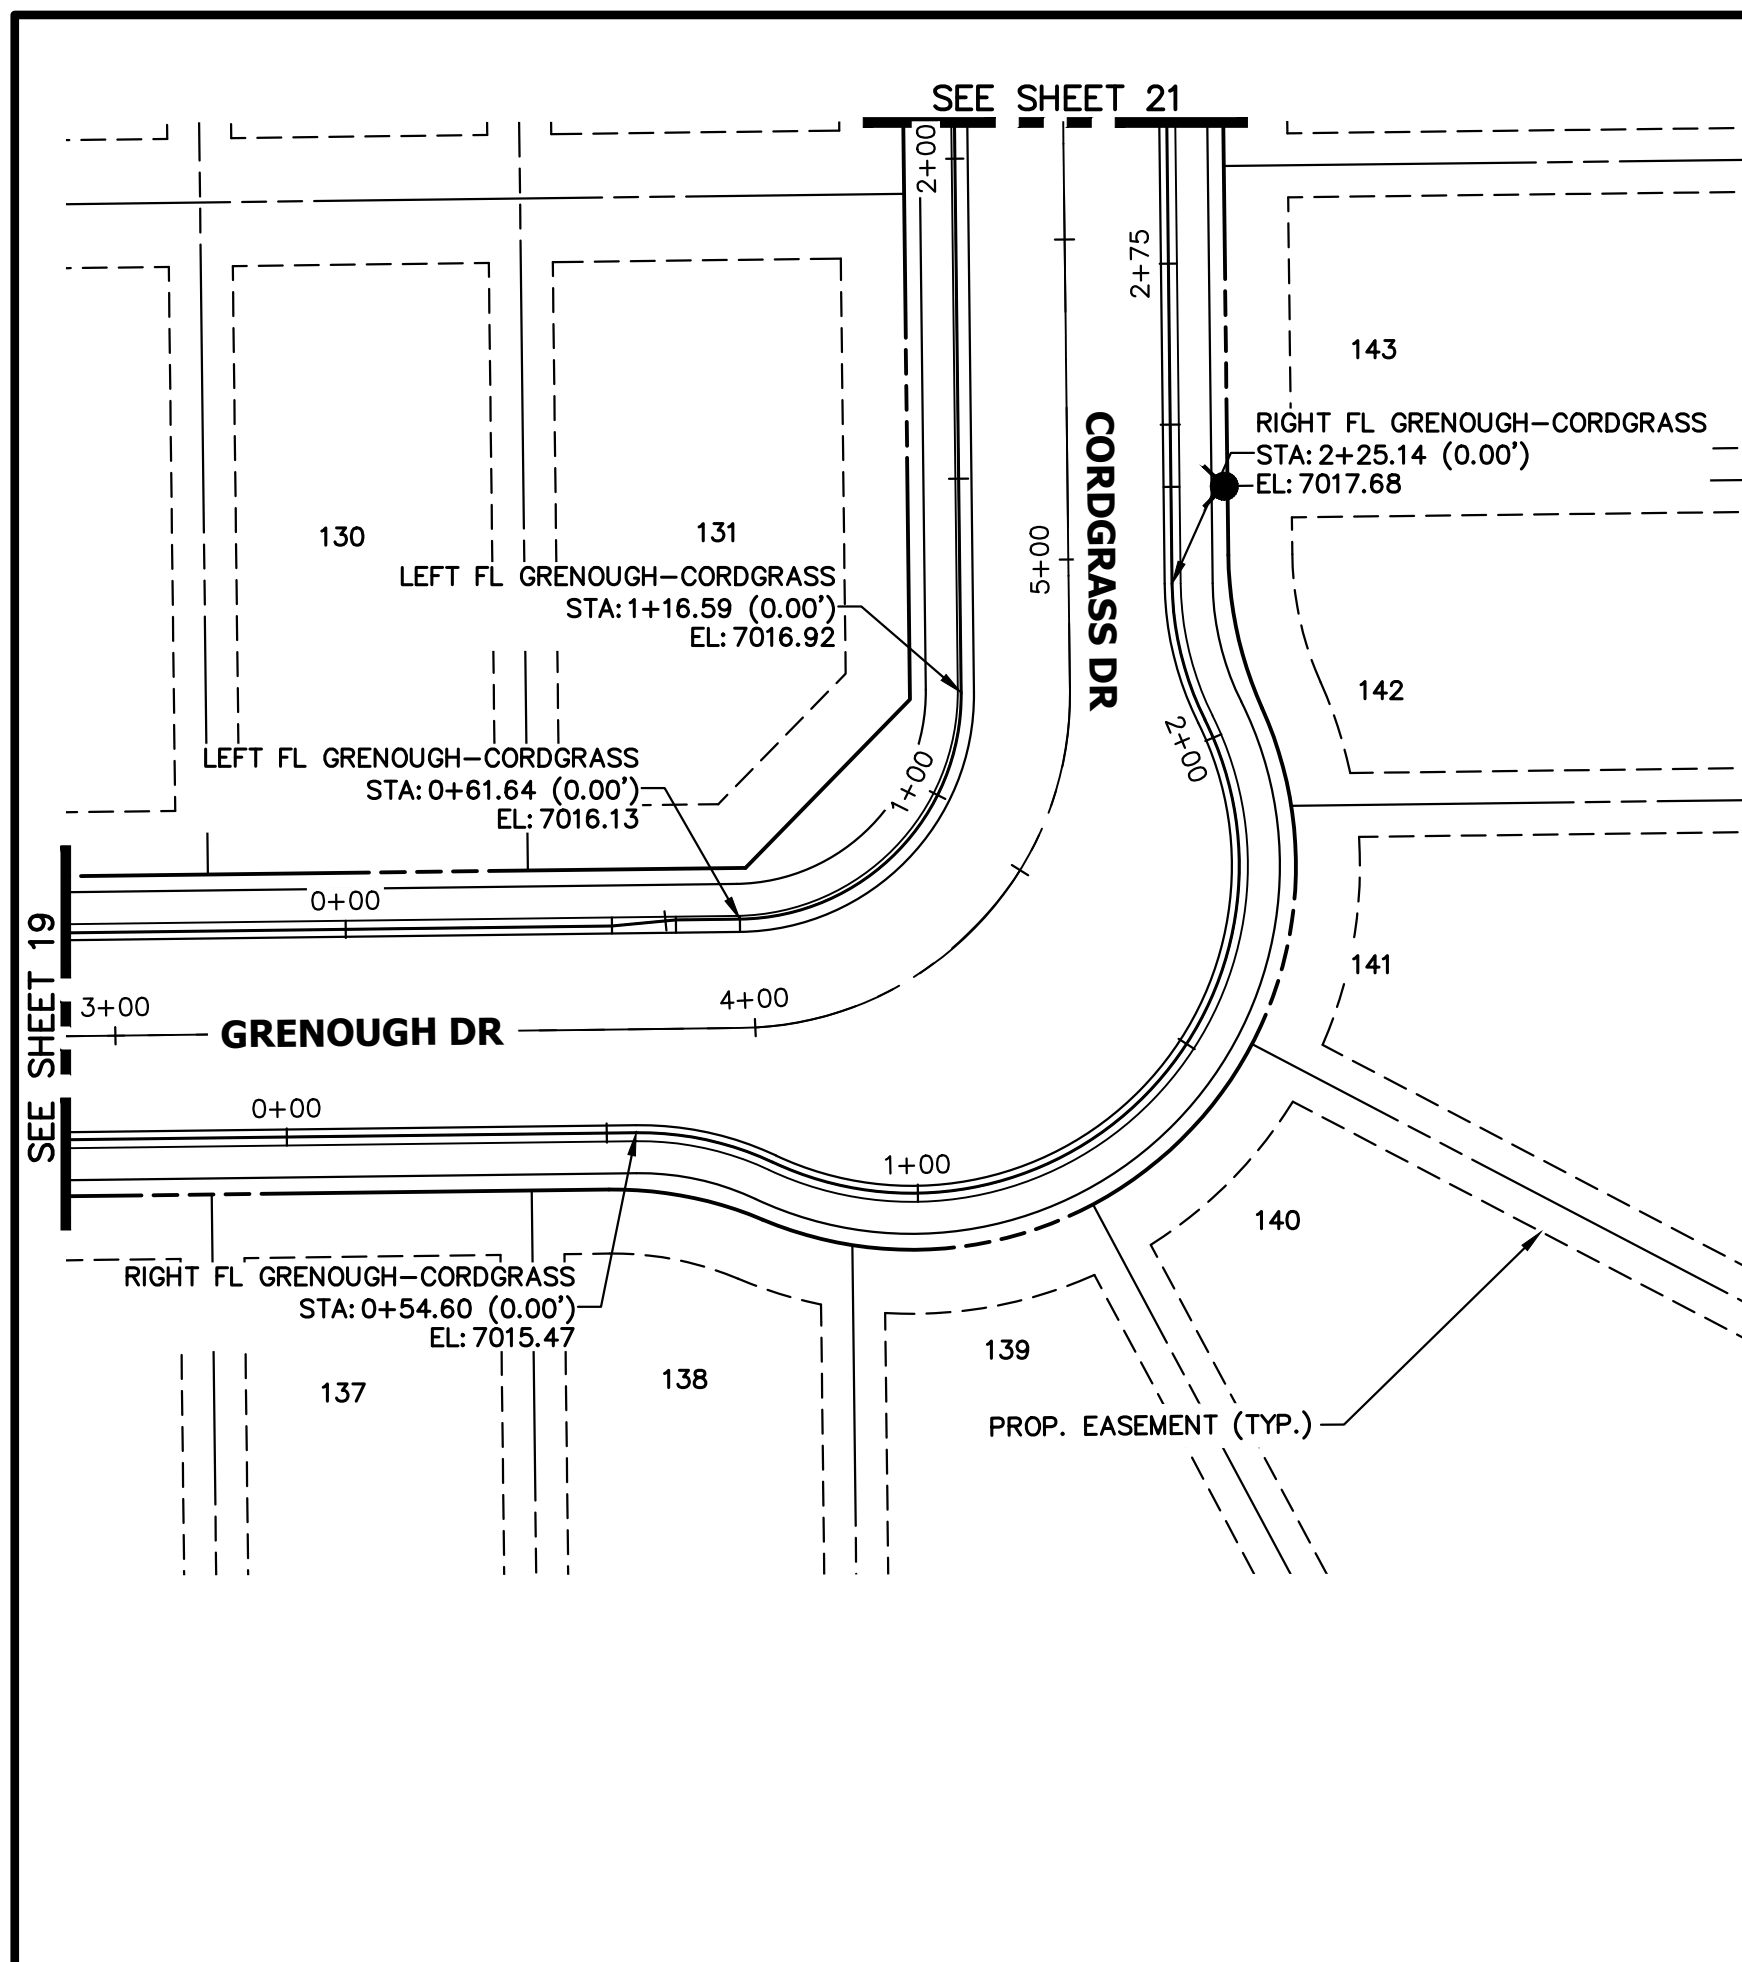 SEE SHEET 21
2+00
2+75
143
RIGHT FL GRENOUGH-CORDGRASS
STA: 2+25.14 (0.00')
EL: 7017.68
CORDGRASS DR
130
131
5+00
LEFT FL GRENOUGH-CORDGRASS
STA: 1+16.59 (0.00')
EL: 7016.92
142
2+00
LEFT FL GRENOUGH-CORDGRASS
STA: 0+61.64 (0.00')
EL: 7016.13
1+00
0+00
SEE SHEET 19
141
3+00
4+00
GRENOUGH DR
0+00
1+00
140
RIGHT FL GRENOUGH-CORDGRASS
STA: 0+54.60 (0.00')
EL: 7015.47
139
137
138
PROP. EASEMENT (TYP.)